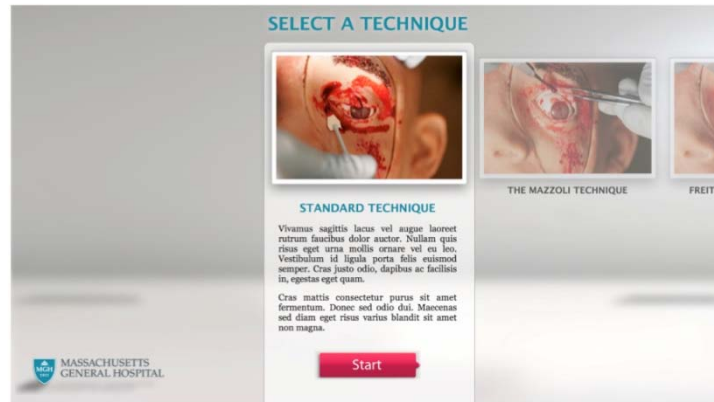 SELECT A TECHNIQUE
STANDARD TECHNIQUE
Vivamus sagittis lacus vel augue laoreet
rutrum faucibus dolor auctor. Nullam quis
risus eget urna mollis ornare vel eu leo.
Vestibulum id ligula porta felis euismod
semper. Cras justo odio, dapibus ac facilisis
in, egestas eget quam.
Cras mattis consectetur purus sit amet
fermentum. Donec sed odio dui. Maecenas
sed diam eget risus varius blandit sit amet
non magna.
Start
THE MAZZOLI TECHNIQUE
FREIT
MGH
MASSACHUSETTS
GENERAL HOSPITAL